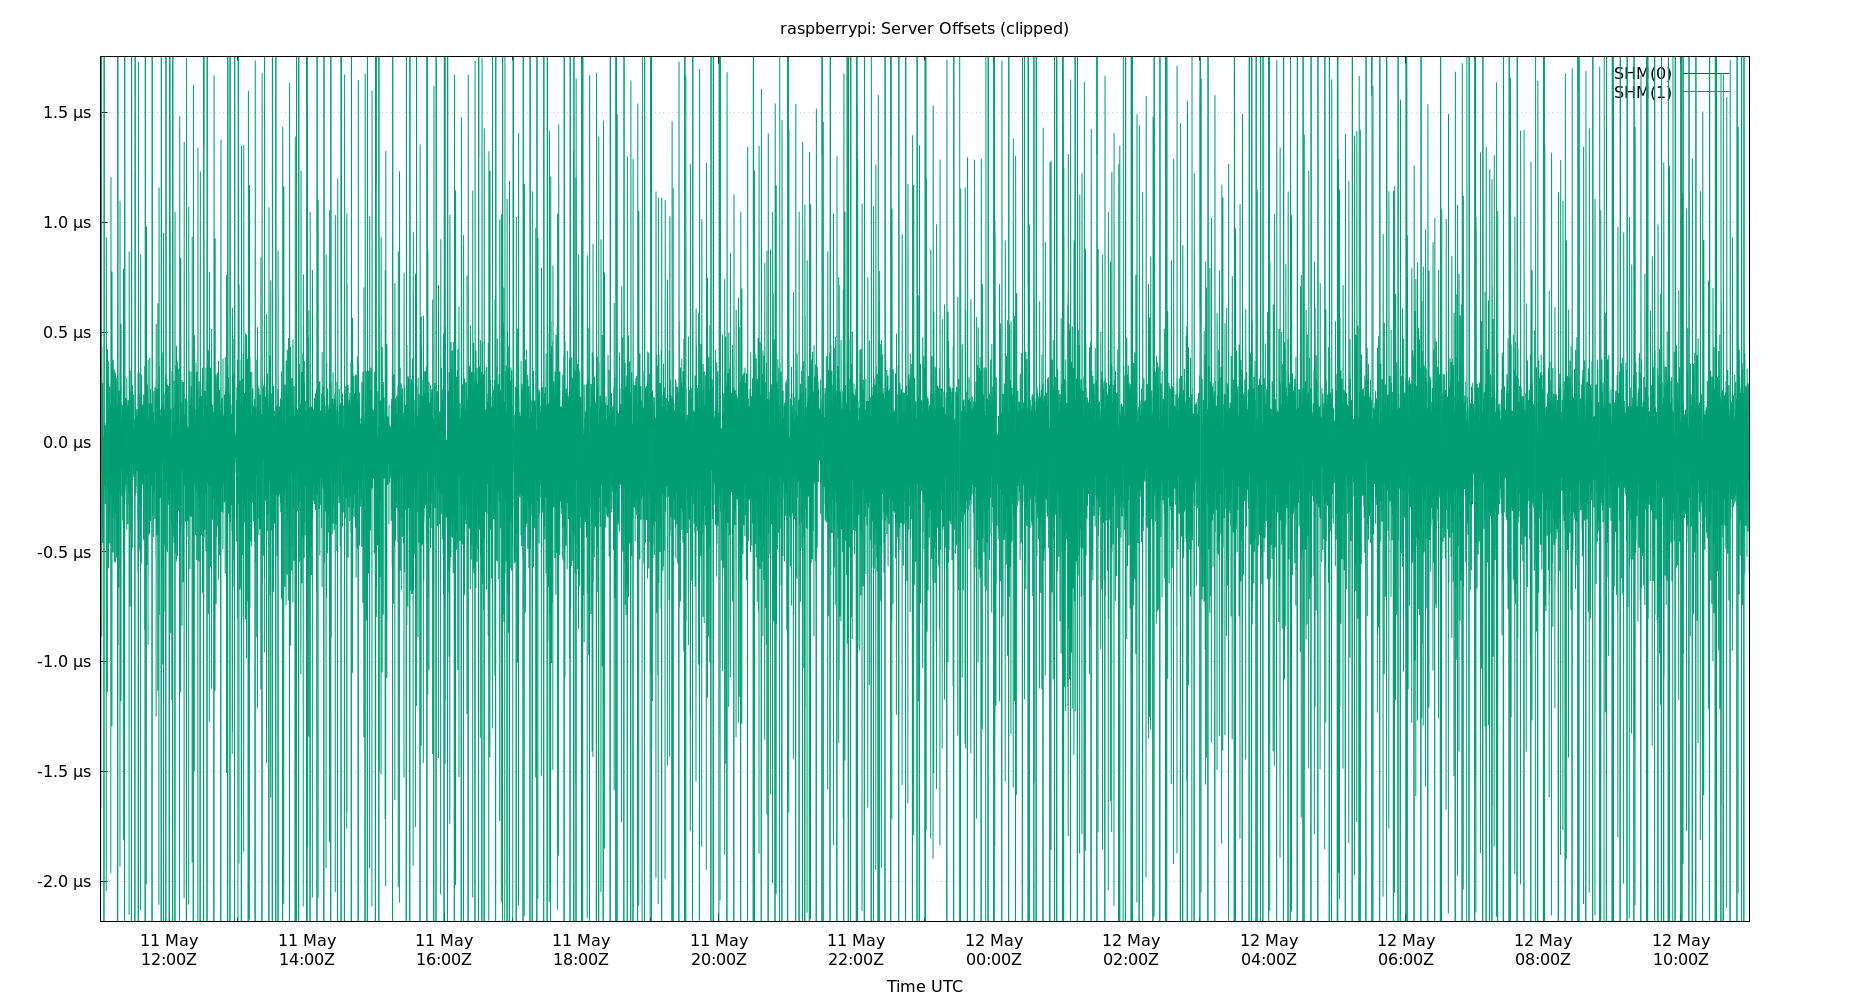 raspberrypi: Server Offsets (clipped)
SHM(0)
SHM(1)
1.5 µs
1.0 µs
0.5 µs
0.0 µs
-0.5 µs
-1.0 µs
-1.5 µs
-2.0 µs
11 May 11 May 11 May 11 May 11 May 11 May 12 May 12 May 12 May 12 May 12 May 12 May
12:00Z 14:00Z 16:00Z 18:00Z 20:00Z 22:00Z 00:00Z 02:00Z 04:00Z 06:00Z 08:00Z 10:00Z
Time UTC